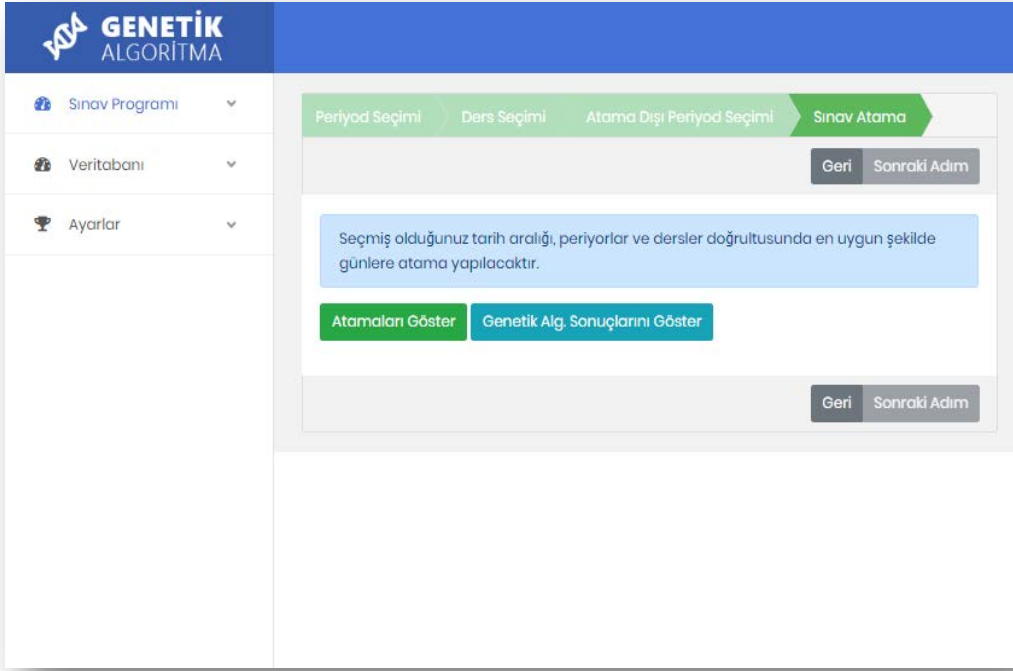 GENETİK
ALGORİTMA
Sınav Programı
Veritabanı
Ayarlar
Periyod Seçimi Ders Seçimi Atama Dışı Periyod Seçimi Sınav Atama
Geri Sonraki Adım
Seçmiş olduğunuz tarih aralığı, periyorlar ve dersler doğrultusunda en uygun şekilde
günlere atama yapılacaktır.
Atamaları Göster Genetik Alg. Sonuçlarını Göster
Geri Sonraki Adım